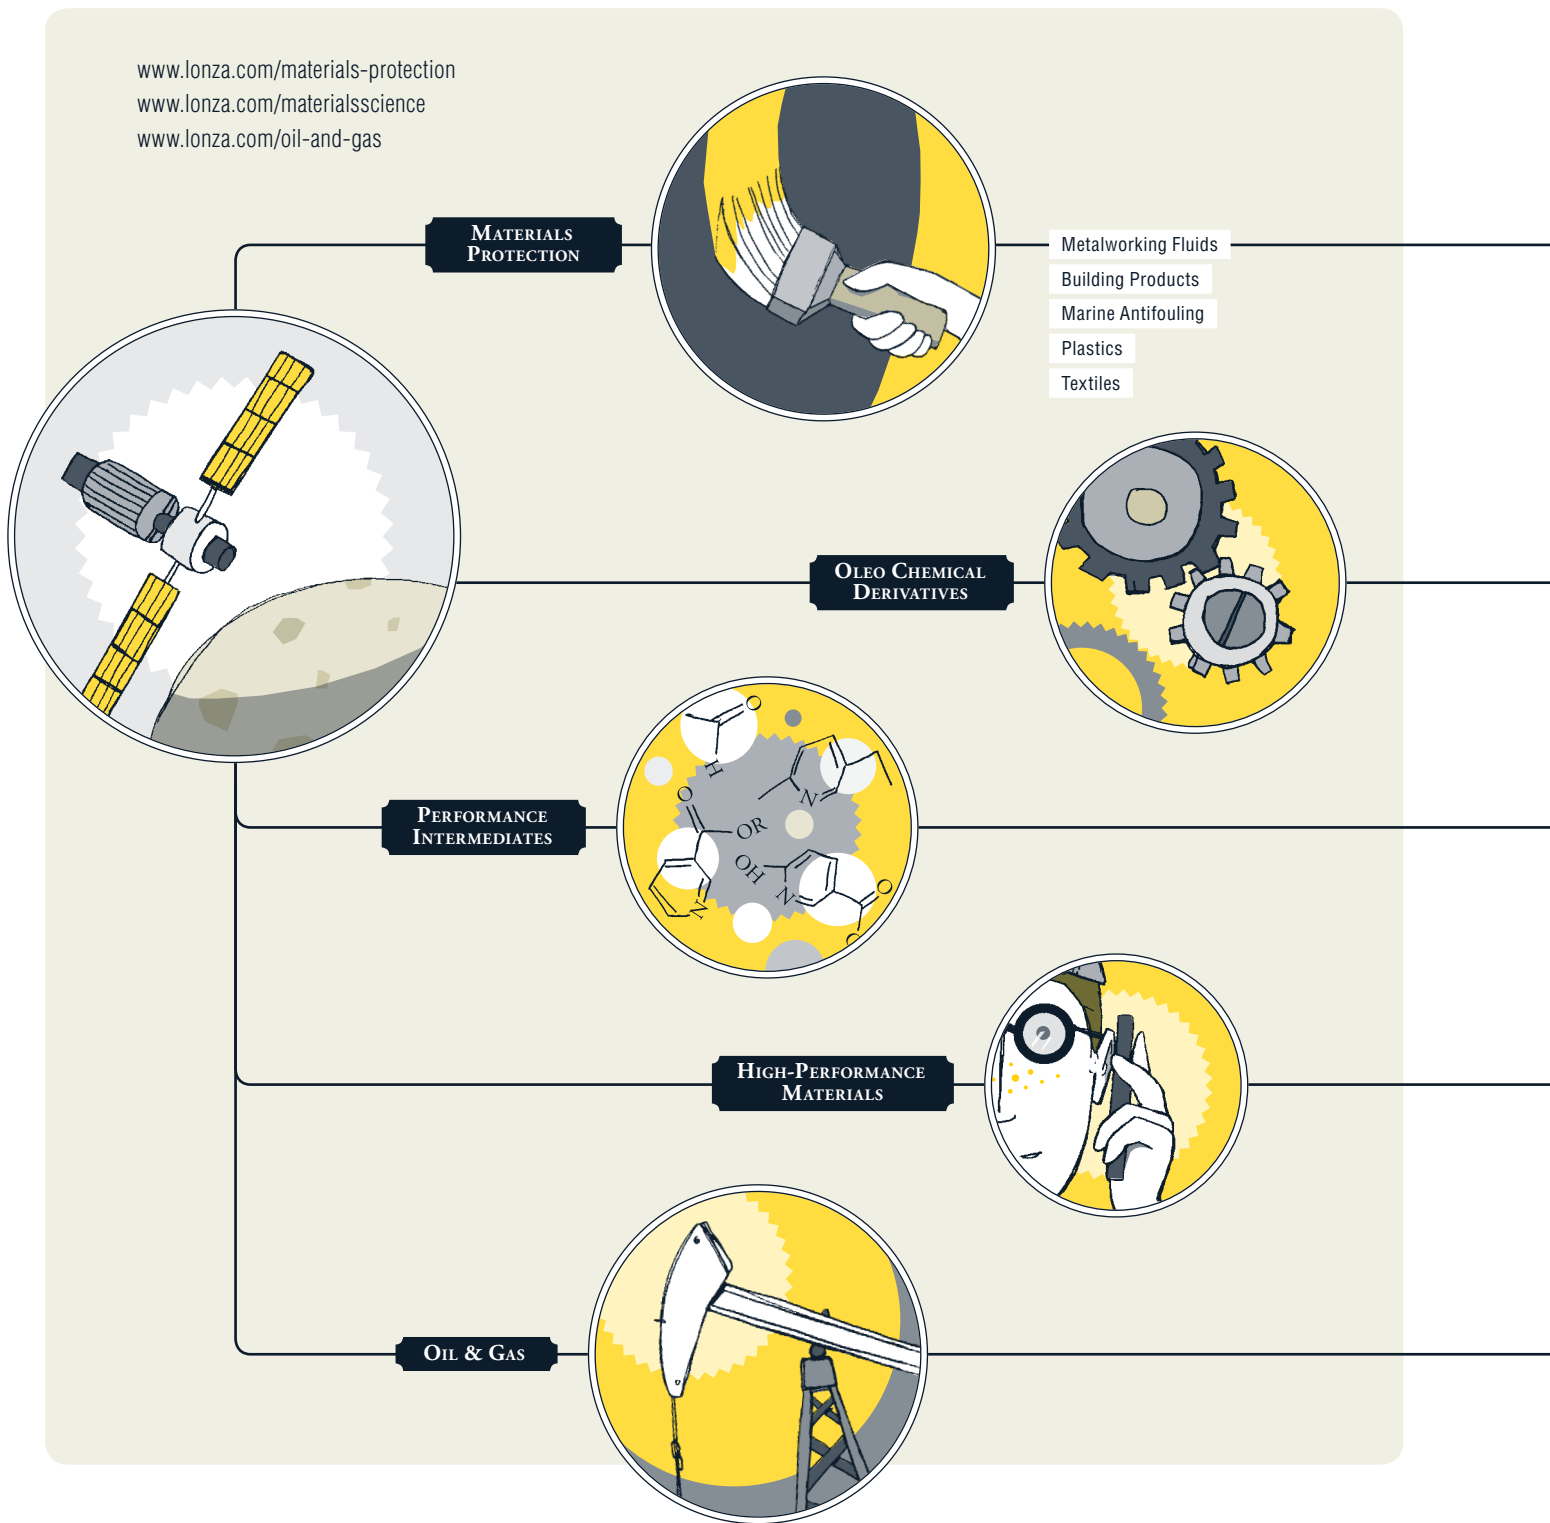 www.lonza.com/materials-protection
www.lonza.com/materialsscience
www.lonza.com/oil-and-gas
Materials
Protection
Metalworking Fluids
Building Products
Marine Antifouling
Plastics
Textiles
Oleo Chemical
Derivatives
Performance
Intermediates
O
H
N
O
OR
N
OH
N
O
O
High-Performance
Materials
Oil & Gas